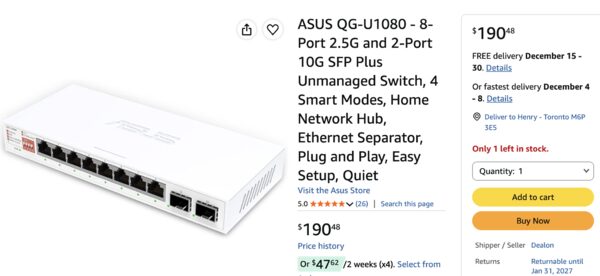 ASUS QG-U1080 - 8-
Port 2.5G and 2-Port
10G SFP Plus
Unmanaged Switch, 4
Smart Modes, Home
Network Hub,
Ethernet Separator,
Plug and Play, Easy
Setup, Quiet
Visit the Asus Store
5.0 (26) | Search this page
$190 48
Price history
Or $47 62 /2 weeks (x4). Select from
$190 48
FREE delivery December 15 -
30. Details
Or fastest delivery December 4
- 8. Details
Deliver to Henry - Toronto M6P
3E5
Only 1 left in stock.
Quantity: 1
Add to cart
Buy Now
Shipper / Seller Dealon
Returns Returnable until
Jan 31, 2027